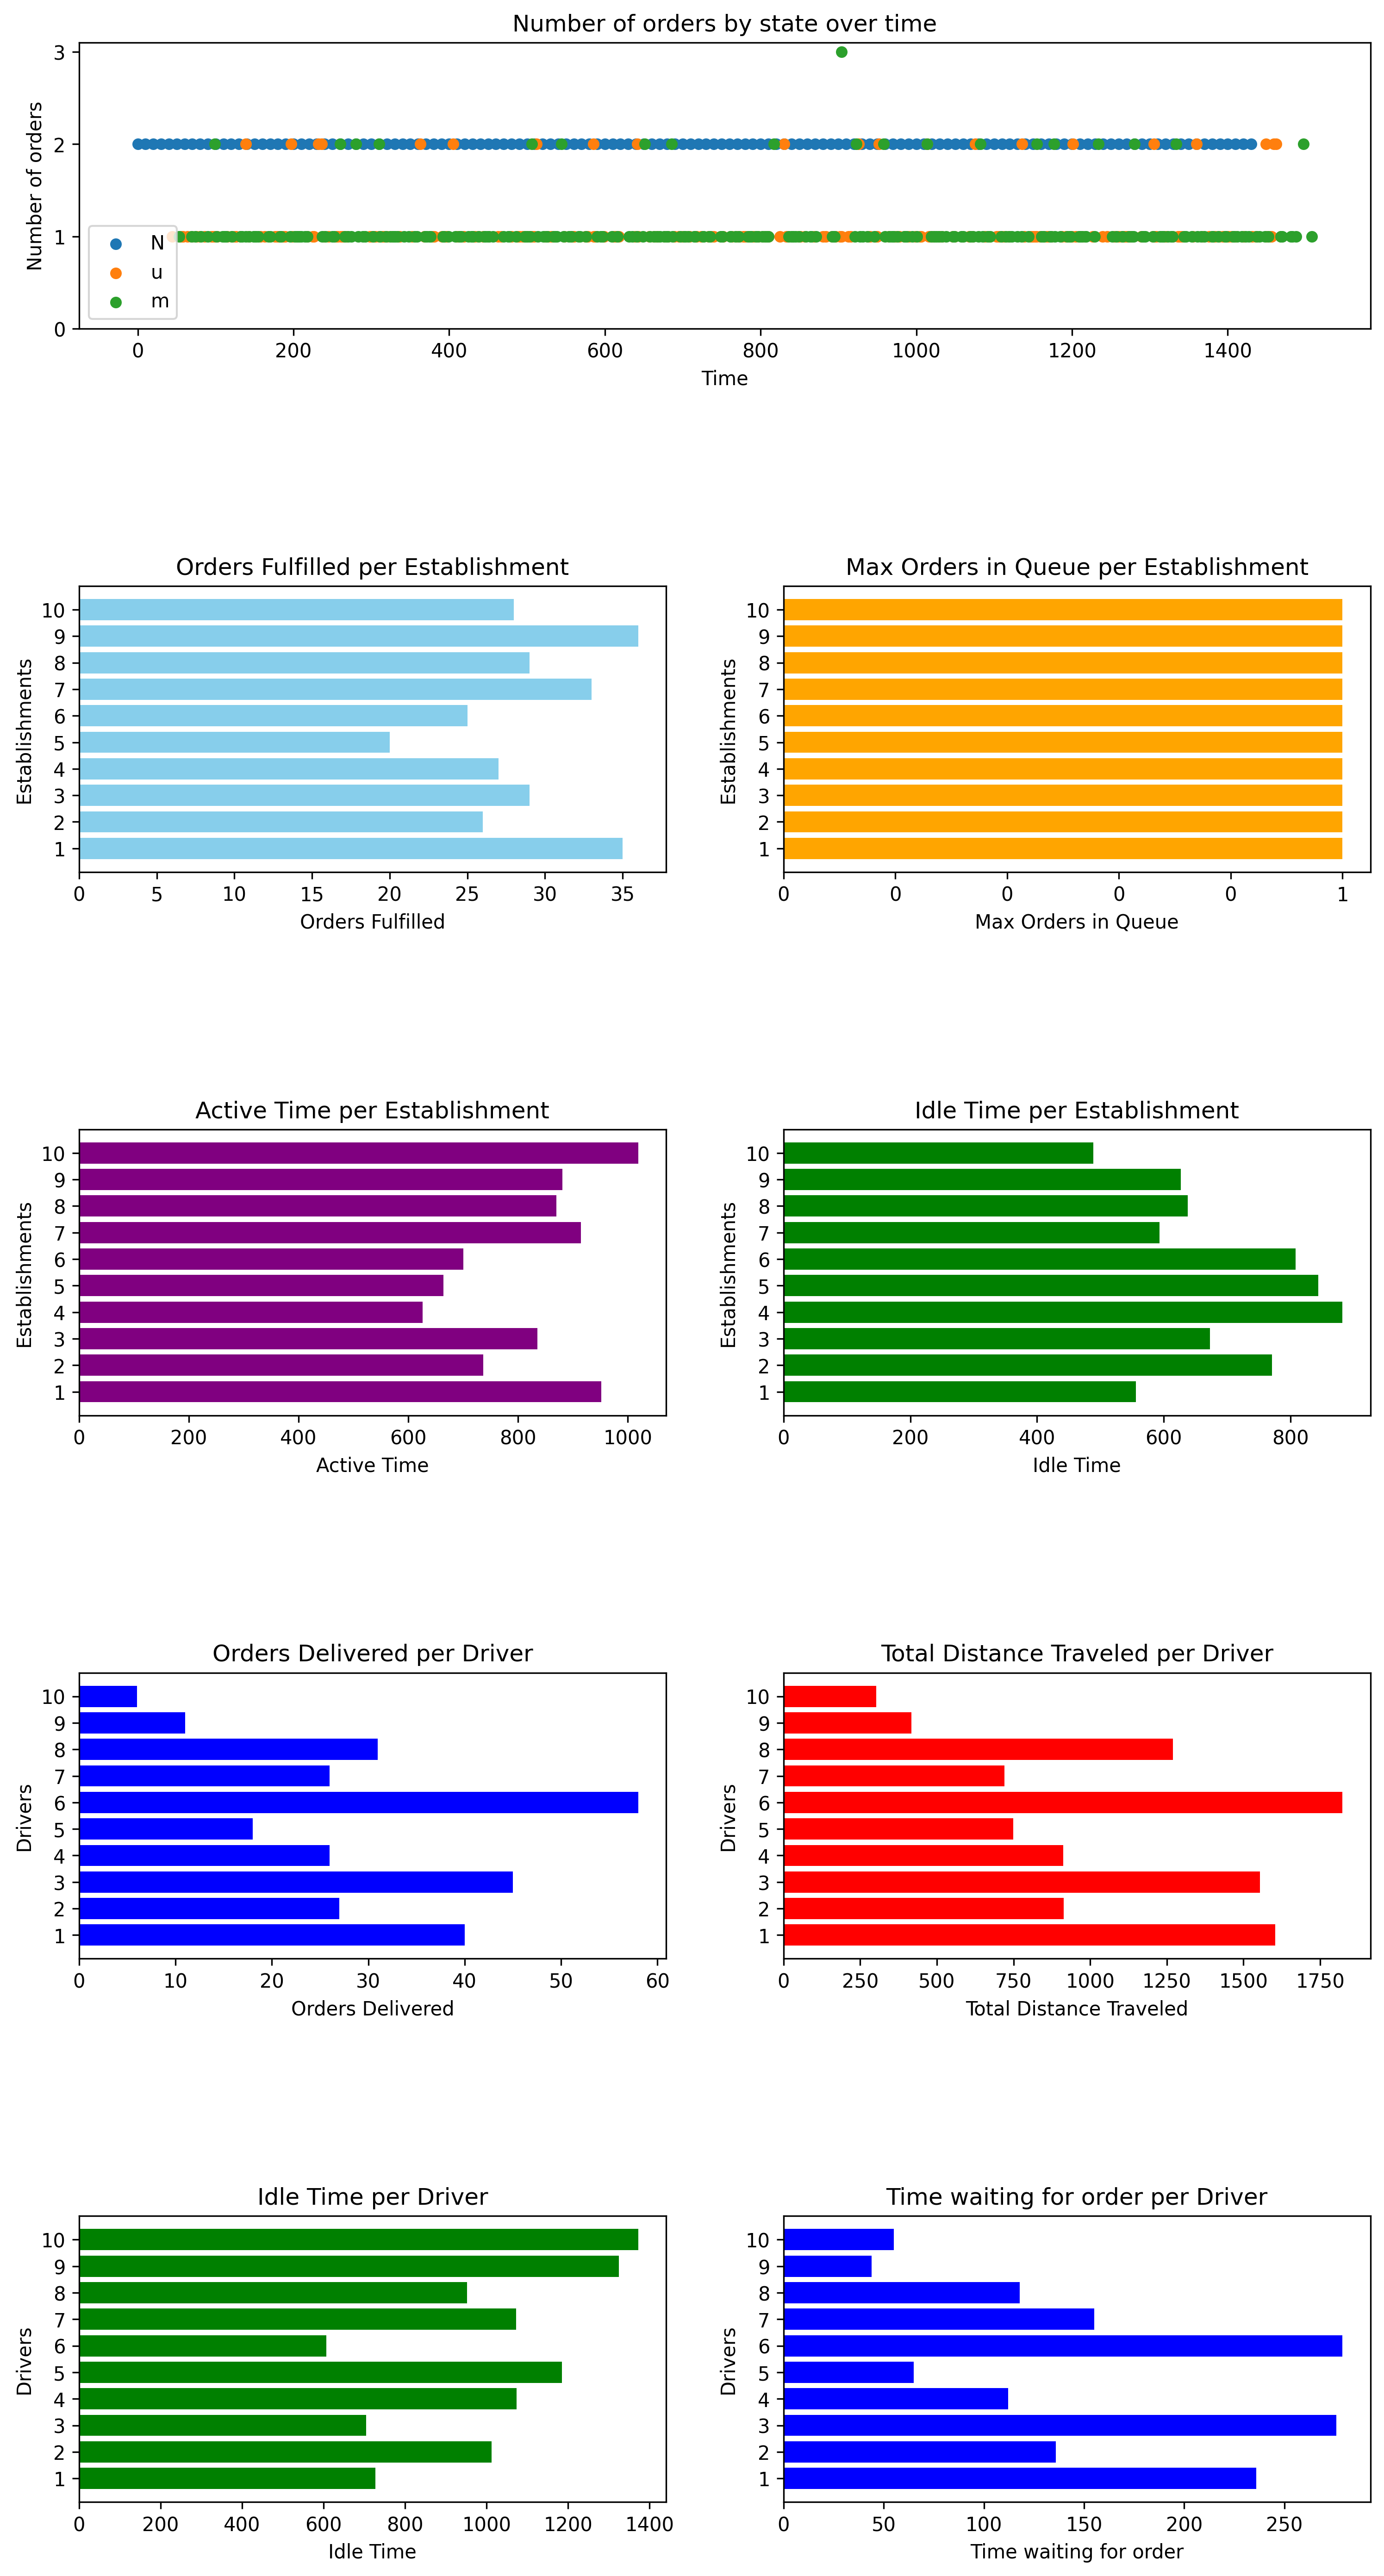 Number of orders by state over time
Number of orders
3
2
1
0
N
u
m
0 200 400 600 800 1000 1200 1400
Time
Orders Fulfilled per Establishment
Establishments
10
9
8
7
6
5
4
3
2
1
0 5 10 15 20 25 30 35
Orders Fulfilled
Max Orders in Queue per Establishment
Establishments
10
9
8
7
6
5
4
3
2
1
0 0 0 0 0 1
Max Orders in Queue
Active Time per Establishment
Establishments
10
9
8
7
6
5
4
3
2
1
0 200 400 600 800 1000
Active Time
Idle Time per Establishment
Establishments
10
9
8
7
6
5
4
3
2
1
0 200 400 600 800
Idle Time
Orders Delivered per Driver
Drivers
10
9
8
7
6
5
4
3
2
1
0 10 20 30 40 50 60
Orders Delivered
Total Distance Traveled per Driver
Drivers
10
9
8
7
6
5
4
3
2
1
0 250 500 750 1000 1250 1500 1750
Total Distance Traveled
Idle Time per Driver
Drivers
10
9
8
7
6
5
4
3
2
1
0 200 400 600 800 1000 1200 1400
Idle Time
Time waiting for order per Driver
Drivers
10
9
8
7
6
5
4
3
2
1
0 50 100 150 200 250
Time waiting for order